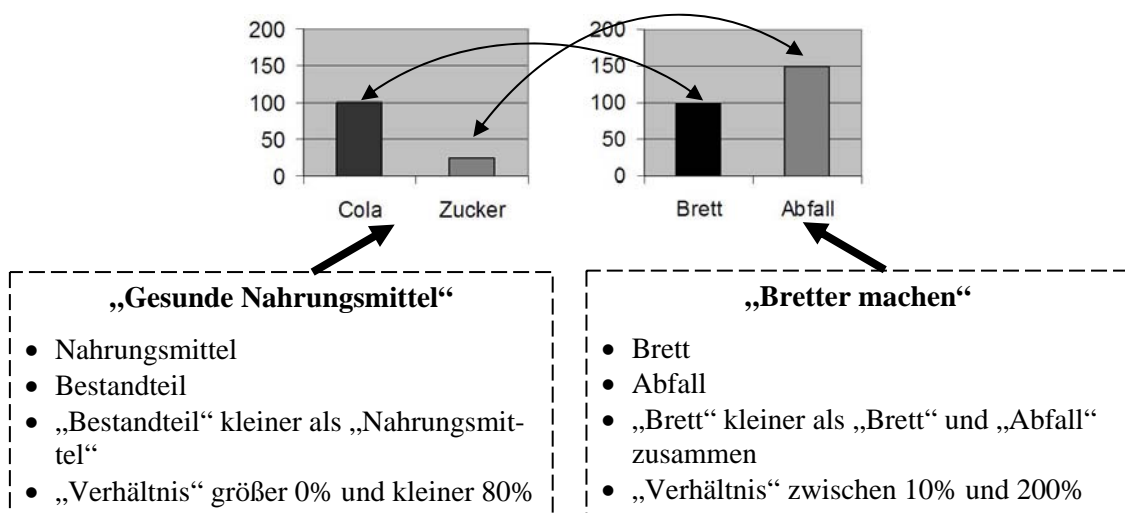 200
150
100
50
0
Cola Zucker
200
150
100
50
0
Brett Abfall
„Gesunde Nahrungsmittel“
• Nahrungsmittel
• Bestandteil
• „Bestandteil“ kleiner als „Nahrungsmit-
tel“
• „Verhältnis“ größer 0% und kleiner 80%
„Bretter machen“
• Brett
• Abfall
• „Brett“ kleiner als „Brett“ und „Abfall“
zusammen
• „Verhältnis“ zwischen 10% und 200%